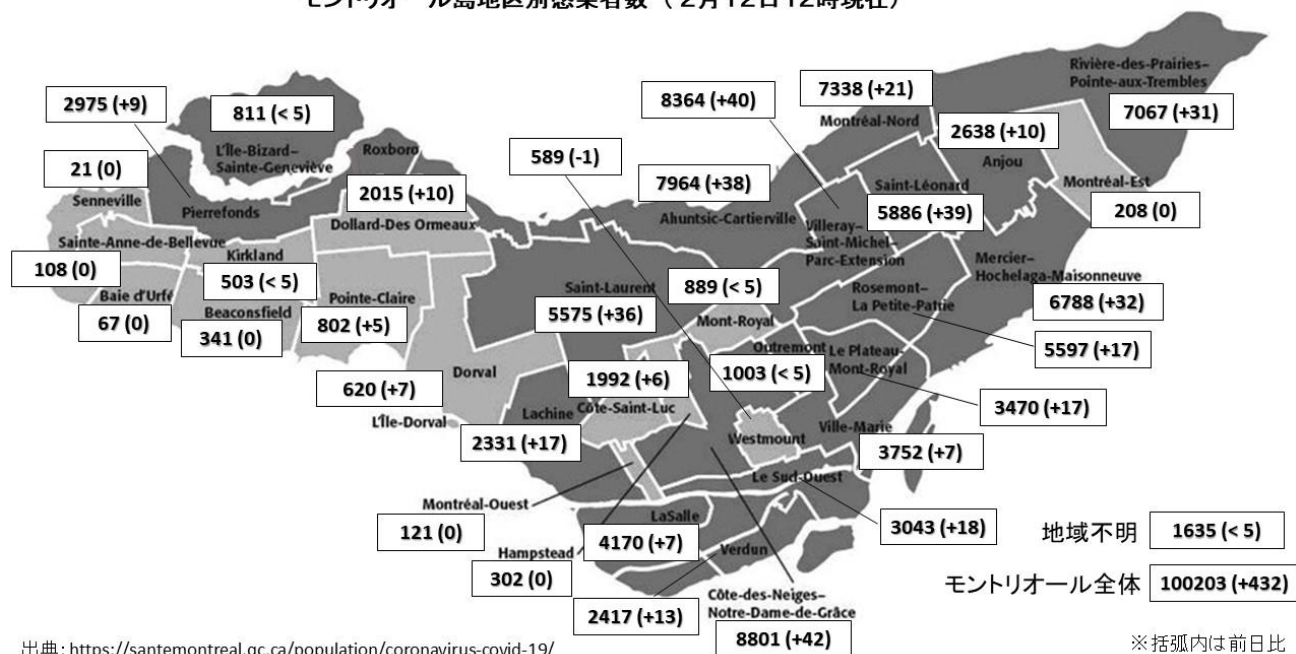 モントリオール島地区別感染者数 (2月12日12時現在)
Rivière-des-Prairies–
Pointe-aux-Trembles
7067 (+31)
2975 (+9)
811 (< 5)
L'Île-Bizard–
Sainte-Geneviève
Roxboro
8364 (+40)
7338 (+21)
Montréal-Nord
2638 (+10)
Anjou
589 (-1)
21 (0)
Senneville
Pierrefonds
2015 (+10)
Dollard-Des Ormeaux
7964 (+38)
Ahuntsic-Cartierville
Saint-Léonard
5886 (+39)
Montréal-Est
208 (0)
Villeray–
Saint-Michel–
Parc-Extension
Sainte-Anne-de-Bellevue
108 (0)
Kirkland
503 (< 5)
Baie d'Urfé
67 (0)
Beaconsfield
341 (0)
Pointe-Claire
802 (+5)
Saint-Laurent
5575 (+36)
889 (< 5)
Mont-Royal
Rosemont–
La Petite-Patrie
Mercier–
Hochelaga-Maisonneuve
6788 (+32)
5597 (+17)
Outremont
1003 (< 5)
Le Plateau-
Mont-Royal
3470 (+17)
Dorval
620 (+7)
L'Île-Dorval
1992 (+6)
Côte-Saint-Luc
Lachine
2331 (+17)
Westmount
Ville-Marie
3752 (+7)
Le Sud-Ouest
3043 (+18)
Montréal-Ouest
121 (0)
Hampstead
302 (0)
LaSalle
4170 (+7)
Verdun
2417 (+13)
Côte-des-Neiges–
Notre-Dame-de-Grâce
8801 (+42)
地域不明 1635 (< 5)
モントリオール全体 100203 (+432)
出典: https://santemontreal.qc.ca/population/coronavirus-covid-19/
※括弧内は前日比